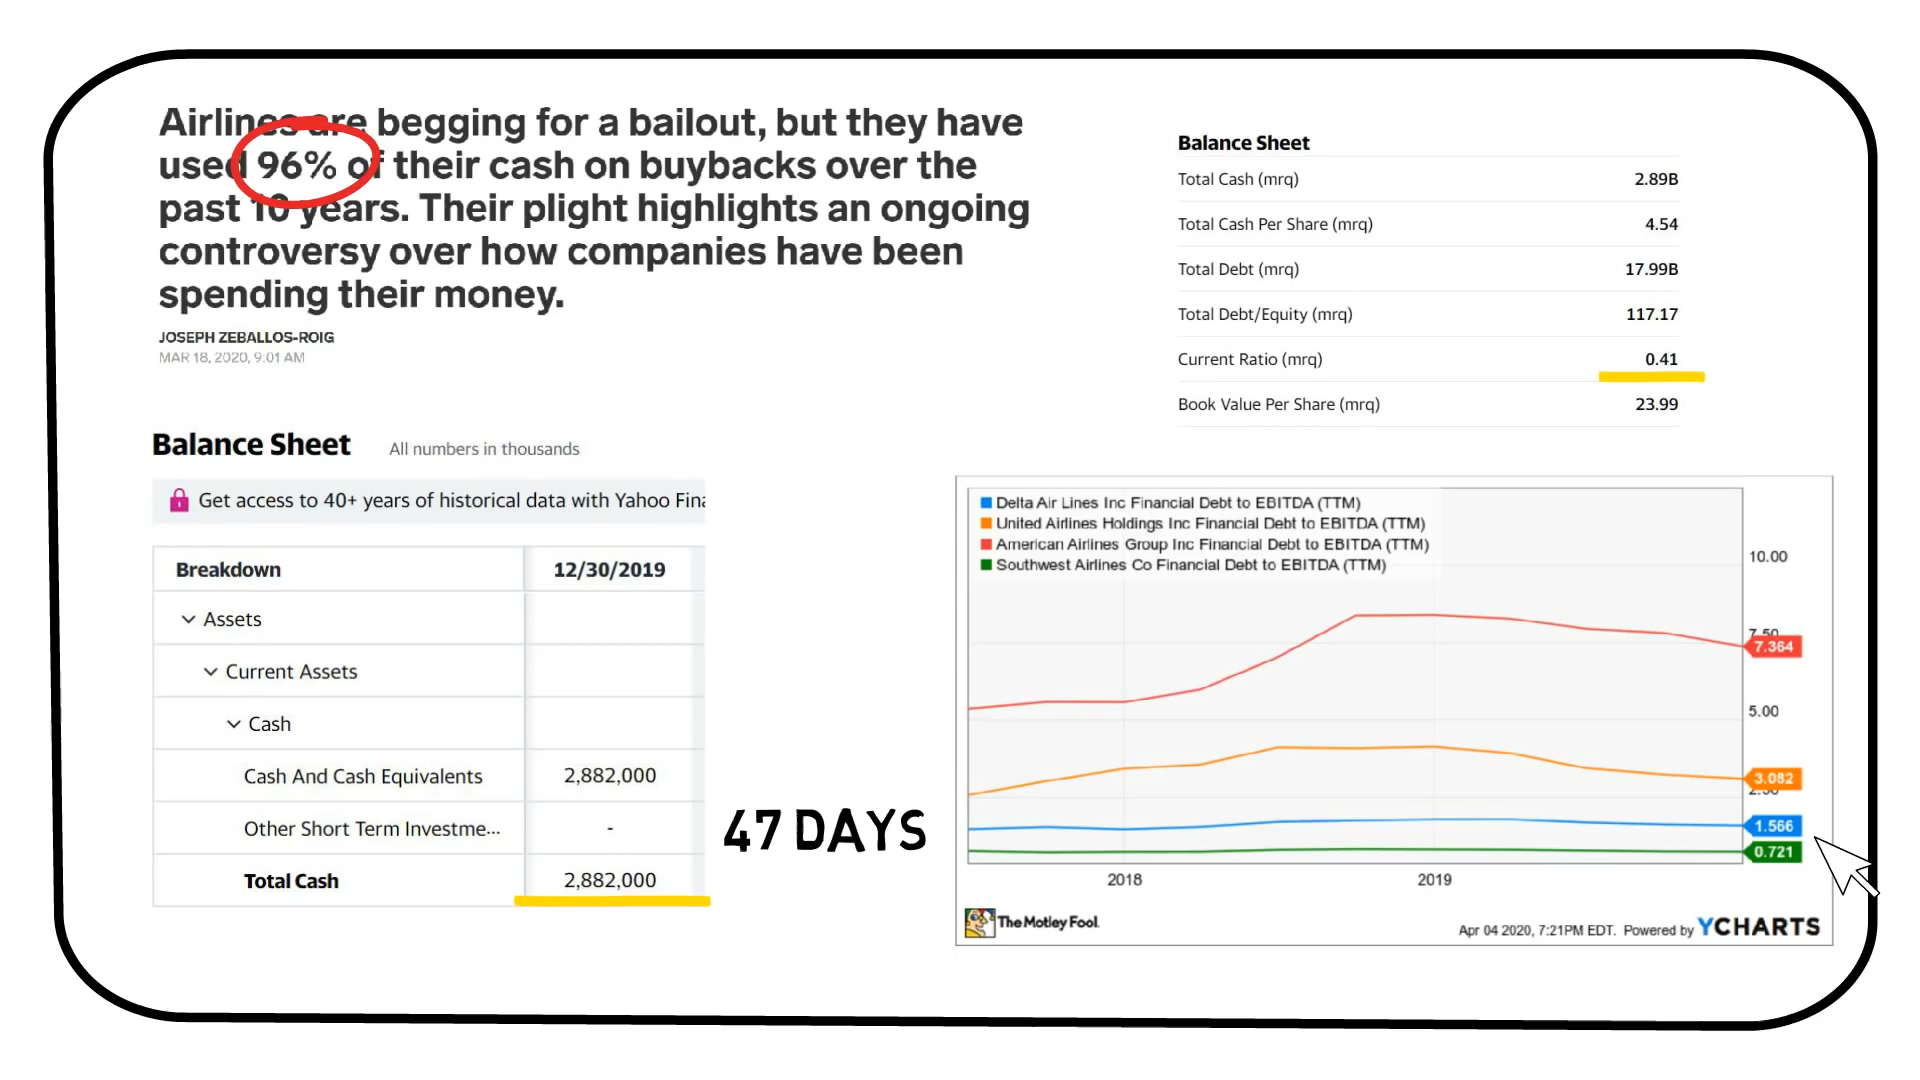 Airlines are begging for a bailout, but they have
used 96% of their cash on buybacks over the
past 10 years. Their plight highlights an ongoing
controversy over how companies have been
spending their money.
JOSEPH ZEBALLOS-ROIG
MAR 18, 2020, 9:01 AM
Balance Sheet
Total Cash (mrq) 2.89B
Total Cash Per Share (mrq) 4.54
Total Debt (mrq) 17.99B
Total Debt/Equity (mrq) 117.17
Current Ratio (mrq) 0.41
Book Value Per Share (mrq) 23.99
Balance Sheet All numbers in thousands
Get access to 40+ years of historical data with Yahoo Fina
Breakdown 12/30/2019
Assets
Current Assets
Cash
Cash And Cash Equivalents 2,882,000
Other Short Term Investme... -
Total Cash 2,882,000
47 DAYS
Delta Air Lines Inc Financial Debt to EBITDA (TTM)
United Airlines Holdings Inc Financial Debt to EBITDA (TTM)
American Airlines Group Inc Financial Debt to EBITDA (TTM)
Southwest Airlines Co Financial Debt to EBITDA (TTM)
10.00
7.50
7.364
5.00
3.082
2.50
1.566
0.721
2018 2019
The Motley Fool.
Apr 04 2020, 7:21PM EDT. Powered by YCHARTS